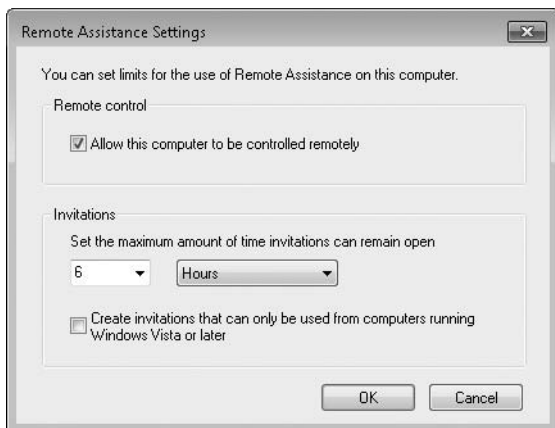 Remote Assistance Settings
You can set limits for the use of Remote Assistance on this computer.
Remote control
Allow this computer to be controlled remotely
Invitations
Set the maximum amount of time invitations can remain open
6 Hours
Create invitations that can only be used from computers running
Windows Vista or later
OK Cancel